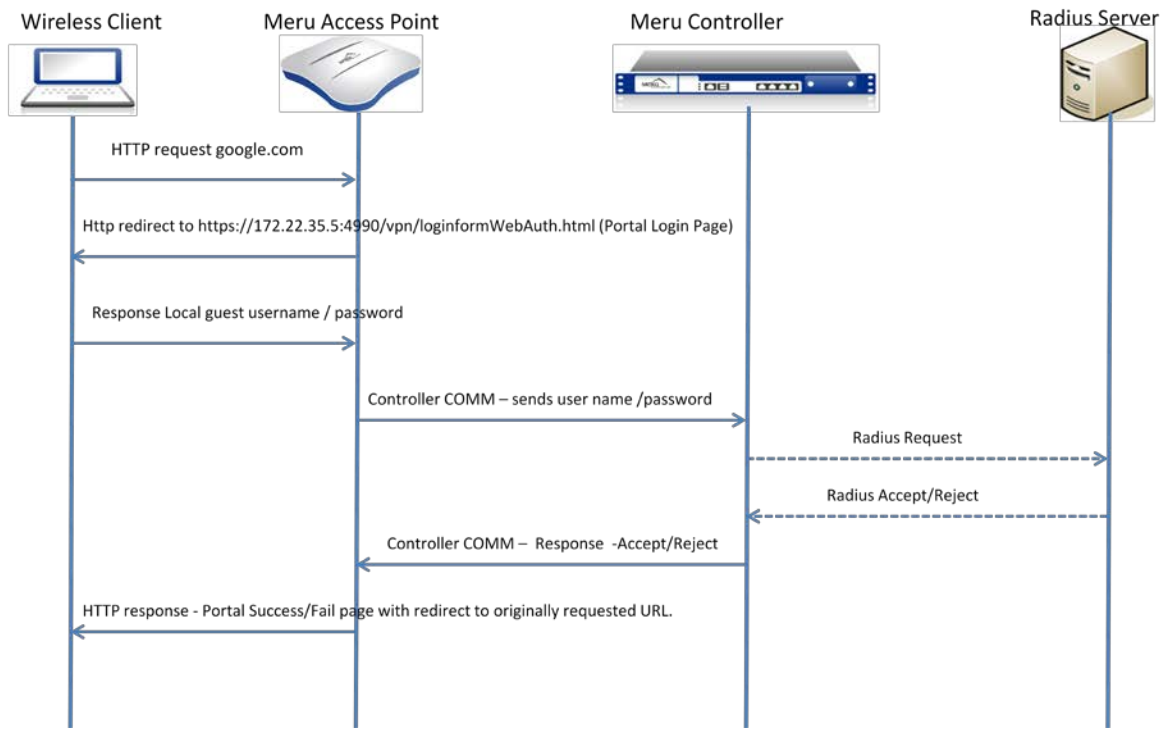 Wireless Client
Meru Access Point
Meru Controller
Radius Server
HTTP request google.com
Http redirect to https://172.22.35.5:4990/vpn/loginformWebAuth.html (Portal Login Page)
Response Local guest username / password
Controller COMM – sends user name /password
Radius Request
Radius Accept/Reject
Controller COMM – Response -Accept/Reject
HTTP response - Portal Success/Fail page with redirect to originally requested URL.